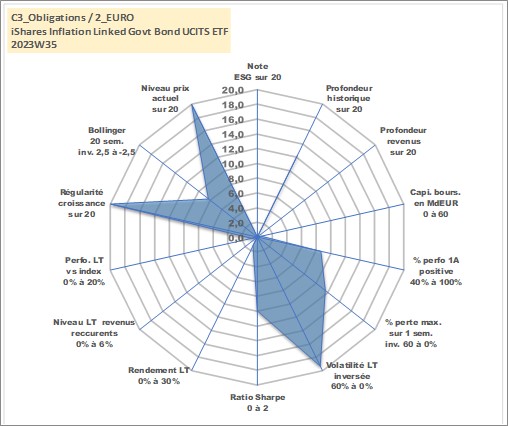 C3_Obligations / 2_EURO
iShares Inflation Linked Govt Bond UCITS ETF
2023W35
Note
ESG sur 20
Profondeur
historique
sur 20
Profondeur
revenus
sur 20
Capi. bours.
en MdEUR
0 à 60
% perfo 1A
positive
40% à 100%
% perte max.
sur 1 sem.
inv. 60 à 0%
Volatilité LT
inversée
60% à 0%
Ratio Sharpe
0 à 2
Rendement LT
0% à 30%
Niveau LT revenus
reccurents
0% à 6%
Perfo. LT
vs index
0% à 20%
Régularité
croissance
sur 20
Bollinger
20 sem.
inv. 2,5 à -2,5
Niveau prix
actuel
sur 20
20,0
18,0
16,0
14,0
12,0
10,0
8,0
6,0
4,0
2,0
0,0